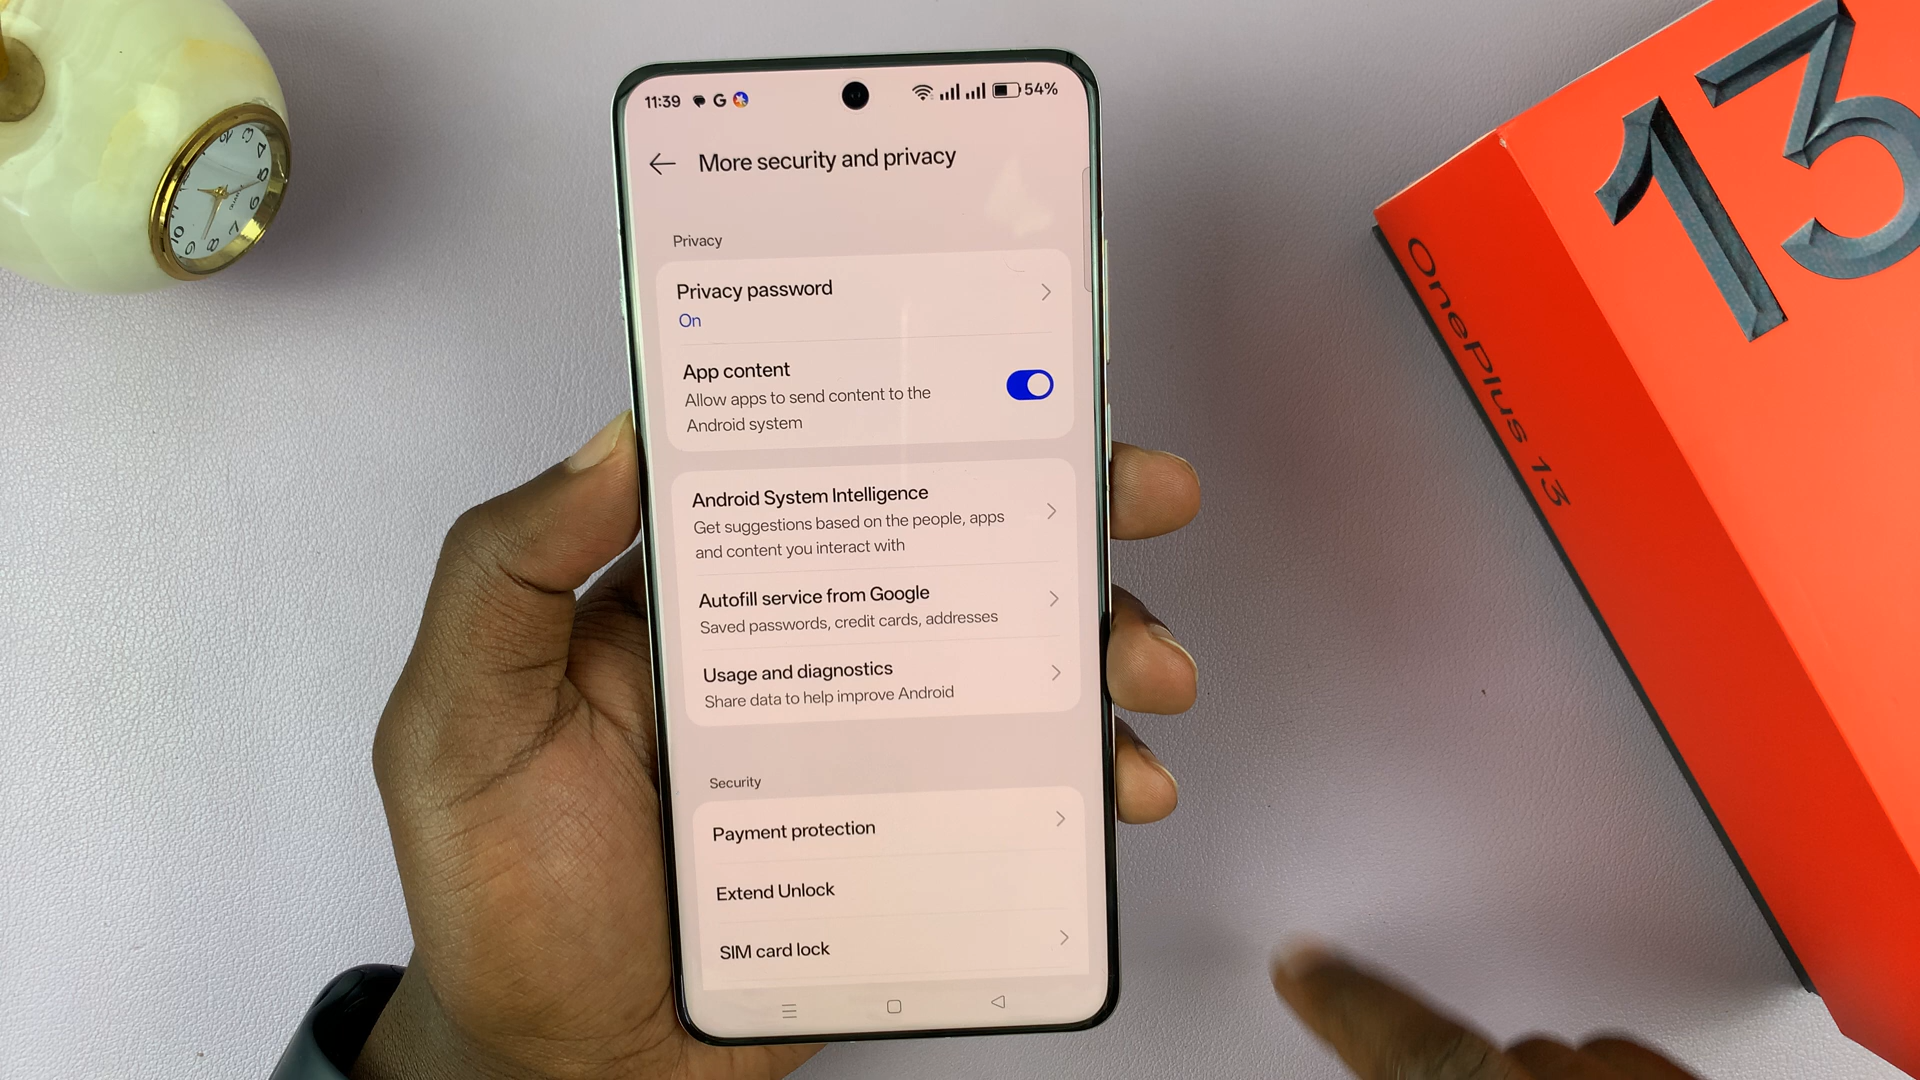 11:39 G 54%
More security and privacy
Privacy
Privacy password
On
App content
Allow apps to send content to the
Android system
Android System Intelligence
Get suggestions based on the people, apps
and content you interact with
Autofill service from Google
Saved passwords, credit cards, addresses
Usage and diagnostics
Share data to help improve Android
Security
Payment protection
Extend Unlock
SIM card lock
13
OnePlus 13